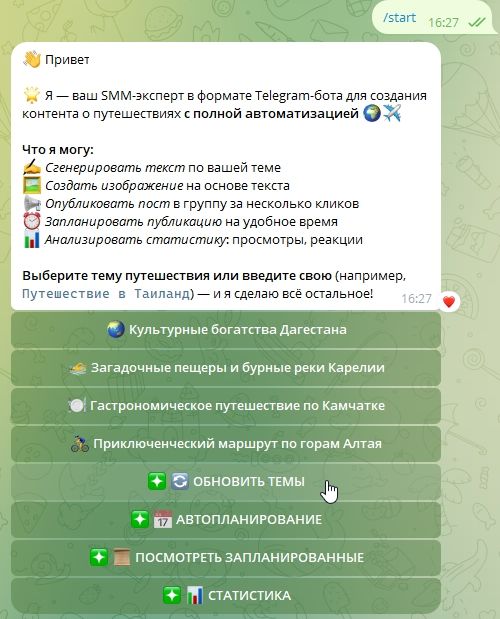 /start 16:27
👋 Привет
🌟 Я — ваш SMM-эксперт в формате Telegram-бота для создания
контента о путешествиях с полной автоматизацией 🌍✈️
Что я могу:
✍️ Сгенерировать текст по вашей теме
🖼️ Создать изображение на основе текста
📢 Опубликовать пост в группу за несколько кликов
⏰ Запланировать публикацию на удобное время
📊 Анализировать статистику: просмотры, реакции
Выберите тему путешествия или введите свою (например,
Путешествие в Таиланд) — и я сделаю всё остальное!
16:27
🌏 Культурные богатства Дагестана
Загадочные пещеры и бурные реки Карелии
🍽️ Гастрономическое путешествие по Камчатке
🚴 Приключенческий маршрут по горам Алтая
🔄 ОБНОВИТЬ ТЕМЫ
📅 17 АВТОПЛАНИРОВАНИЕ
📜 ПОСМОТРЕТЬ ЗАПЛАНИРОВАННЫЕ
📊 СТАТИСТИКА